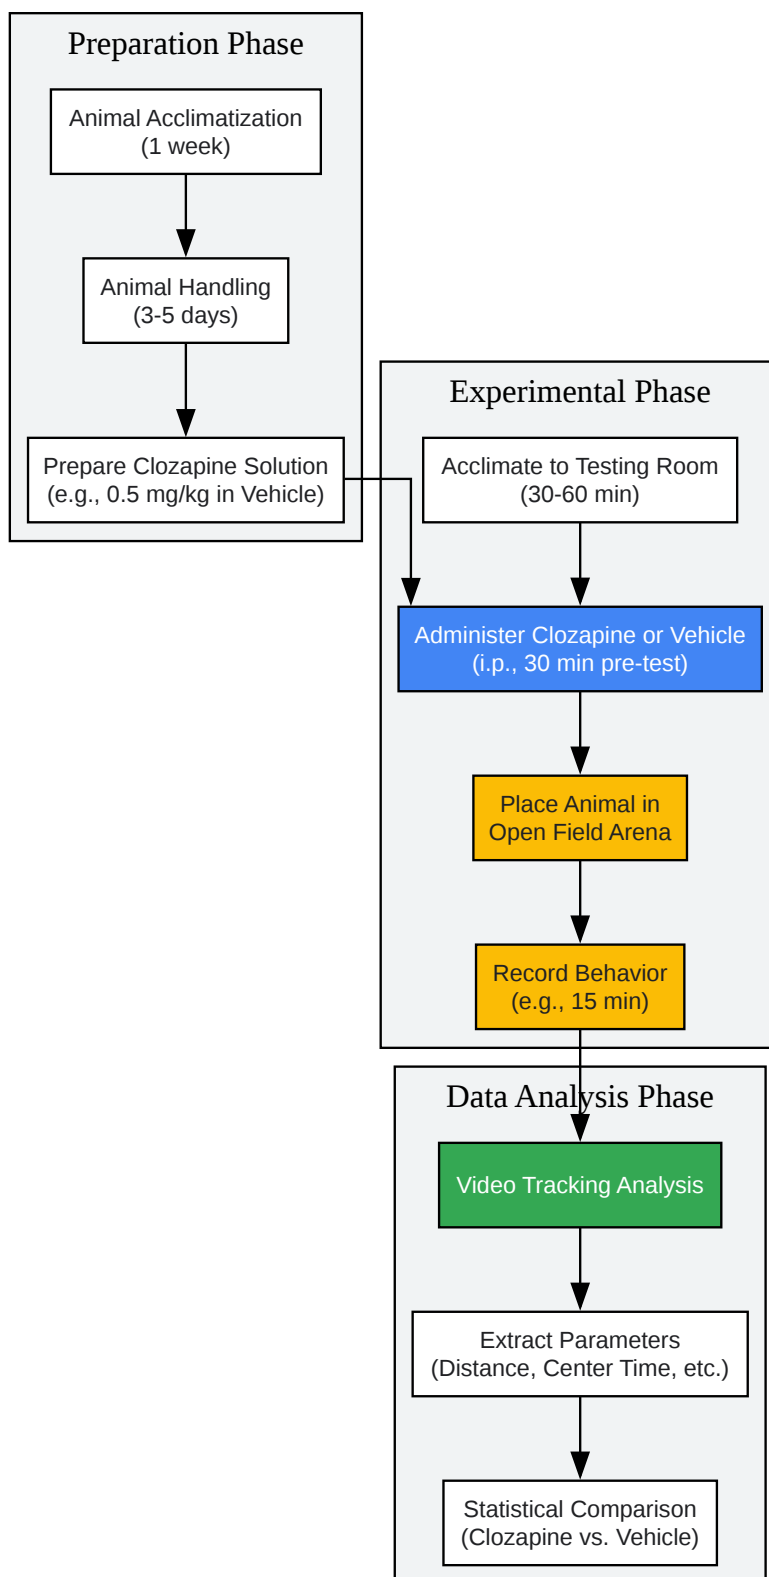 Preparation Phase
Animal Acclimatization
(1 week)
Animal Handling
(3-5 days)
Prepare Clozapine Solution
(e.g., 0.5 mg/kg in Vehicle)
Experimental Phase
Acclimate to Testing Room
(30-60 min)
Administer Clozapine or Vehicle
(i.p., 30 min pre-test)
Place Animal in
Open Field Arena
Record Behavior
(e.g., 15 min)
Data Analysis Phase
Video Tracking Analysis
Extract Parameters
(Distance, Center Time, etc.)
Statistical Comparison
(Clozapine vs. Vehicle)